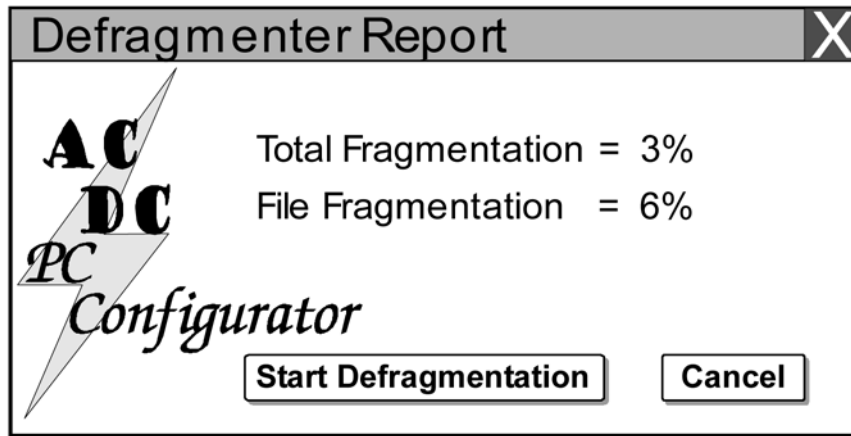 Defragmenter Report X
AC
DC
PC
Configurator
Total Fragmentation = 3%
File Fragmentation = 6%
Start Defragmentation
Cancel